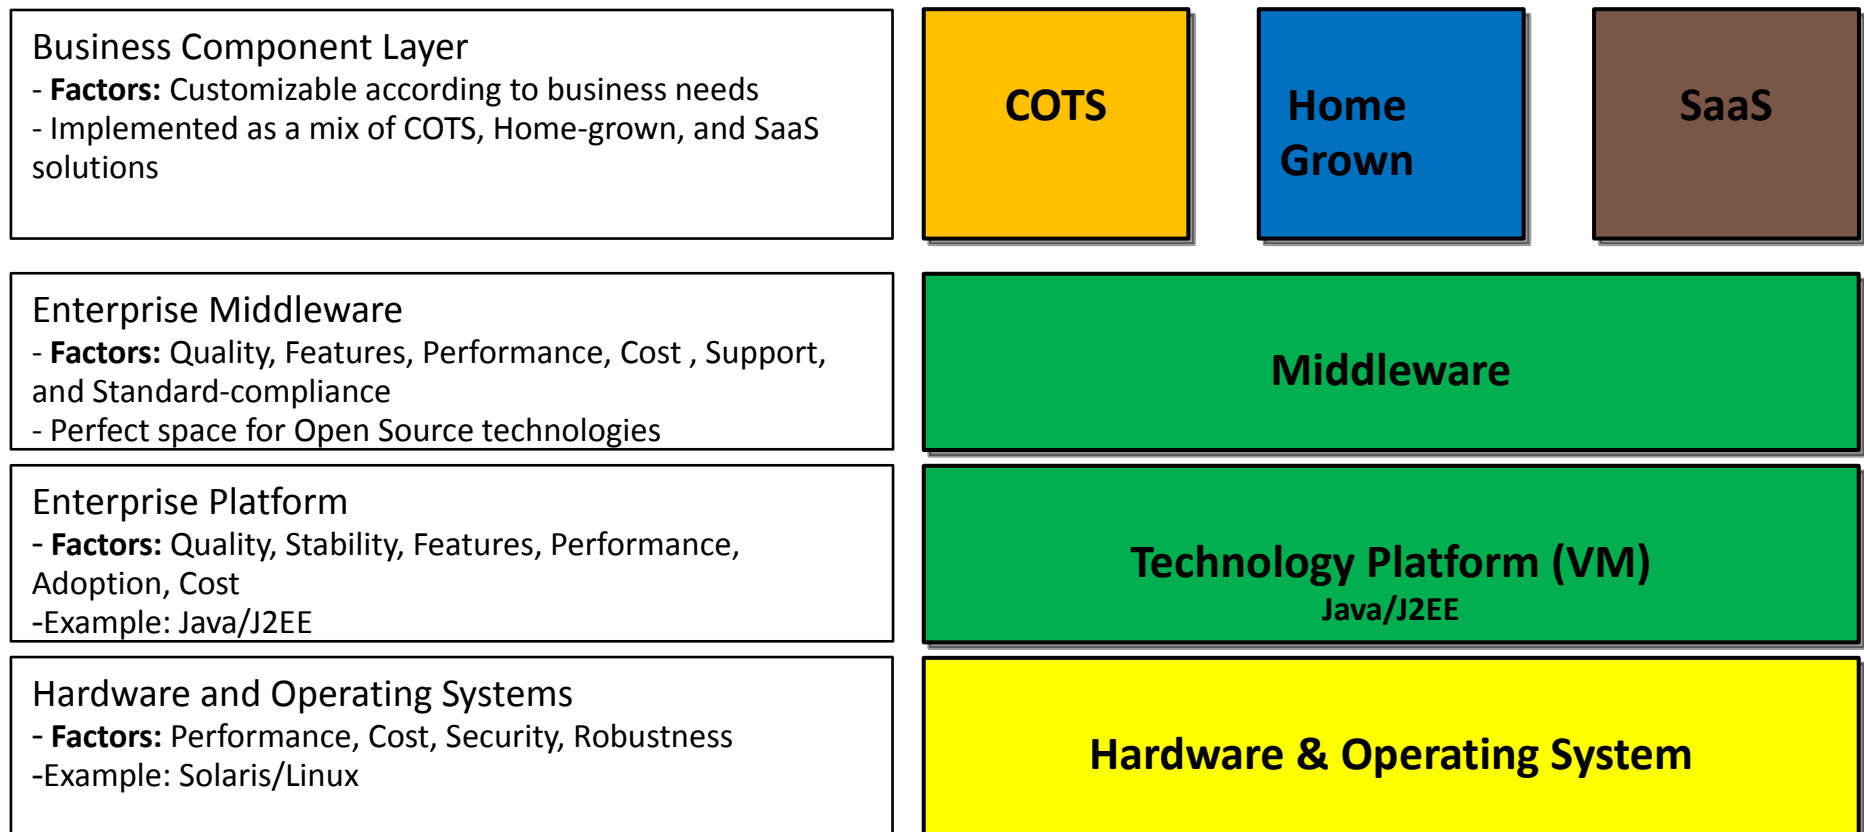 Business Component Layer
- Factors: Customizable according to business needs
- Implemented as a mix of COTS, Home-grown, and SaaS
solutions
COTS
Home
Grown
SaaS
Enterprise Middleware
- Factors: Quality, Features, Performance, Cost , Support,
and Standard-compliance
- Perfect space for Open Source technologies
Middleware
Enterprise Platform
- Factors: Quality, Stability, Features, Performance,
Adoption, Cost
-Example: Java/J2EE
Technology Platform (VM)
Java/J2EE
Hardware and Operating Systems
- Factors: Performance, Cost, Security, Robustness
-Example: Solaris/Linux
Hardware & Operating System